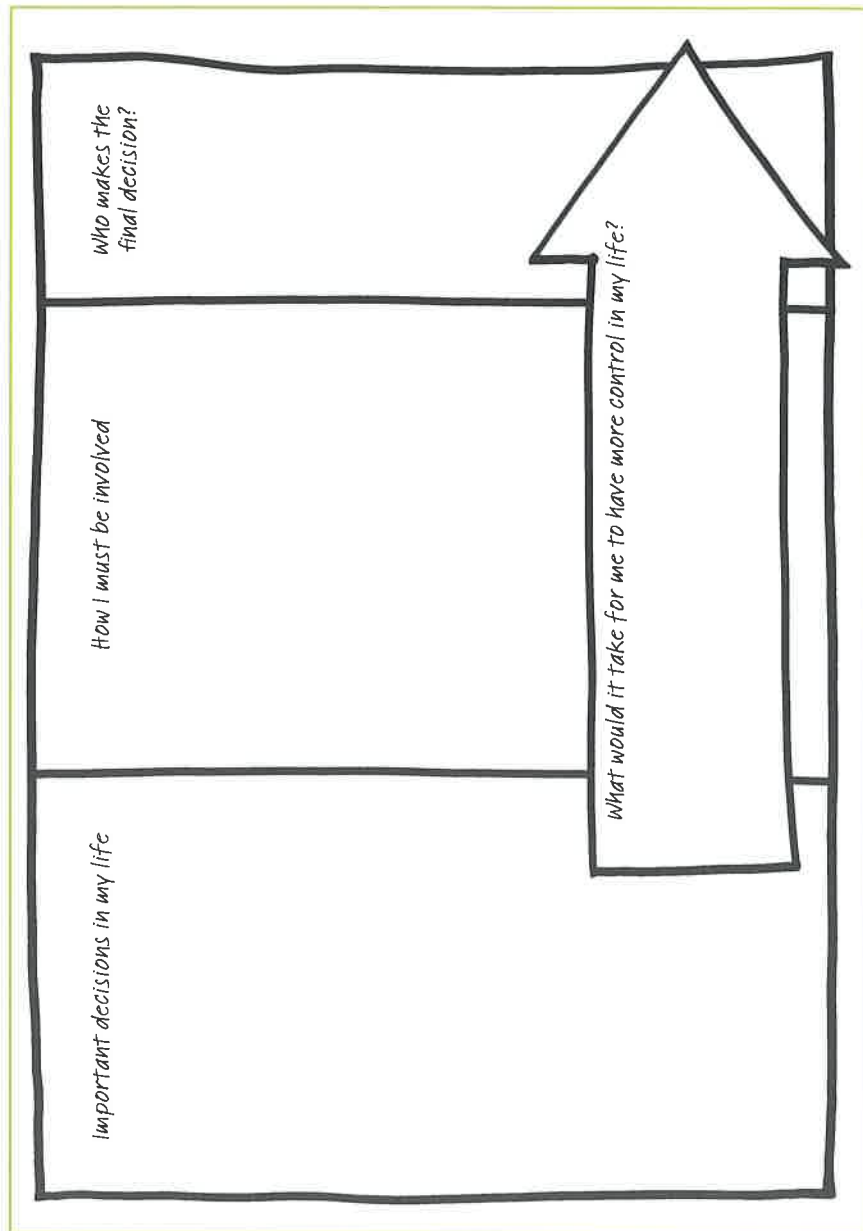 Important decisions in my life
How I must be involved
Who makes the
final decision?
What would it take for me to have more control in my life?